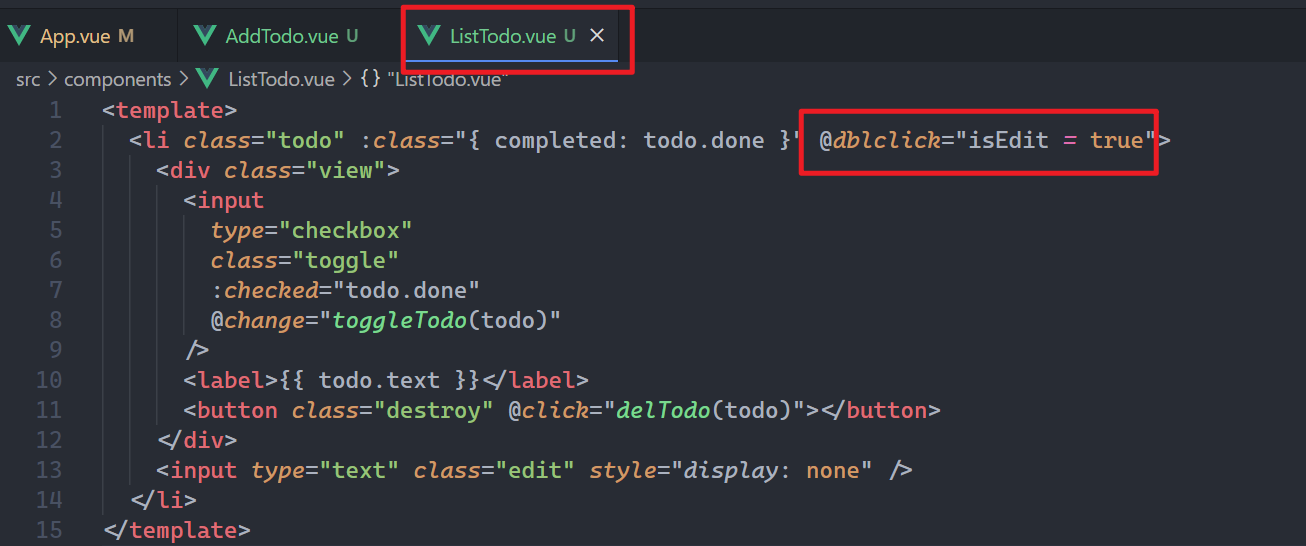 App.vue M AddTodo.vue U ListTodo.vue U ×
src > components > ListTodo.vue > {} "ListTodo.vue"
1 <template>
2 <li class="todo" :class="{ completed: todo.done }" @dblclick="isEdit = true">
3 <div class="view">
4 <input
5 type="checkbox"
6 class="toggle"
7 :checked="todo.done"
8 @change="toggleTodo(todo)"
9 />
10 <label>{{ todo.text }}</label>
11 <button class="destroy" @click="delTodo(todo)"></button>
12 </div>
13 <input type="text" class="edit" style="display: none" />
14 </li>
15 </template>